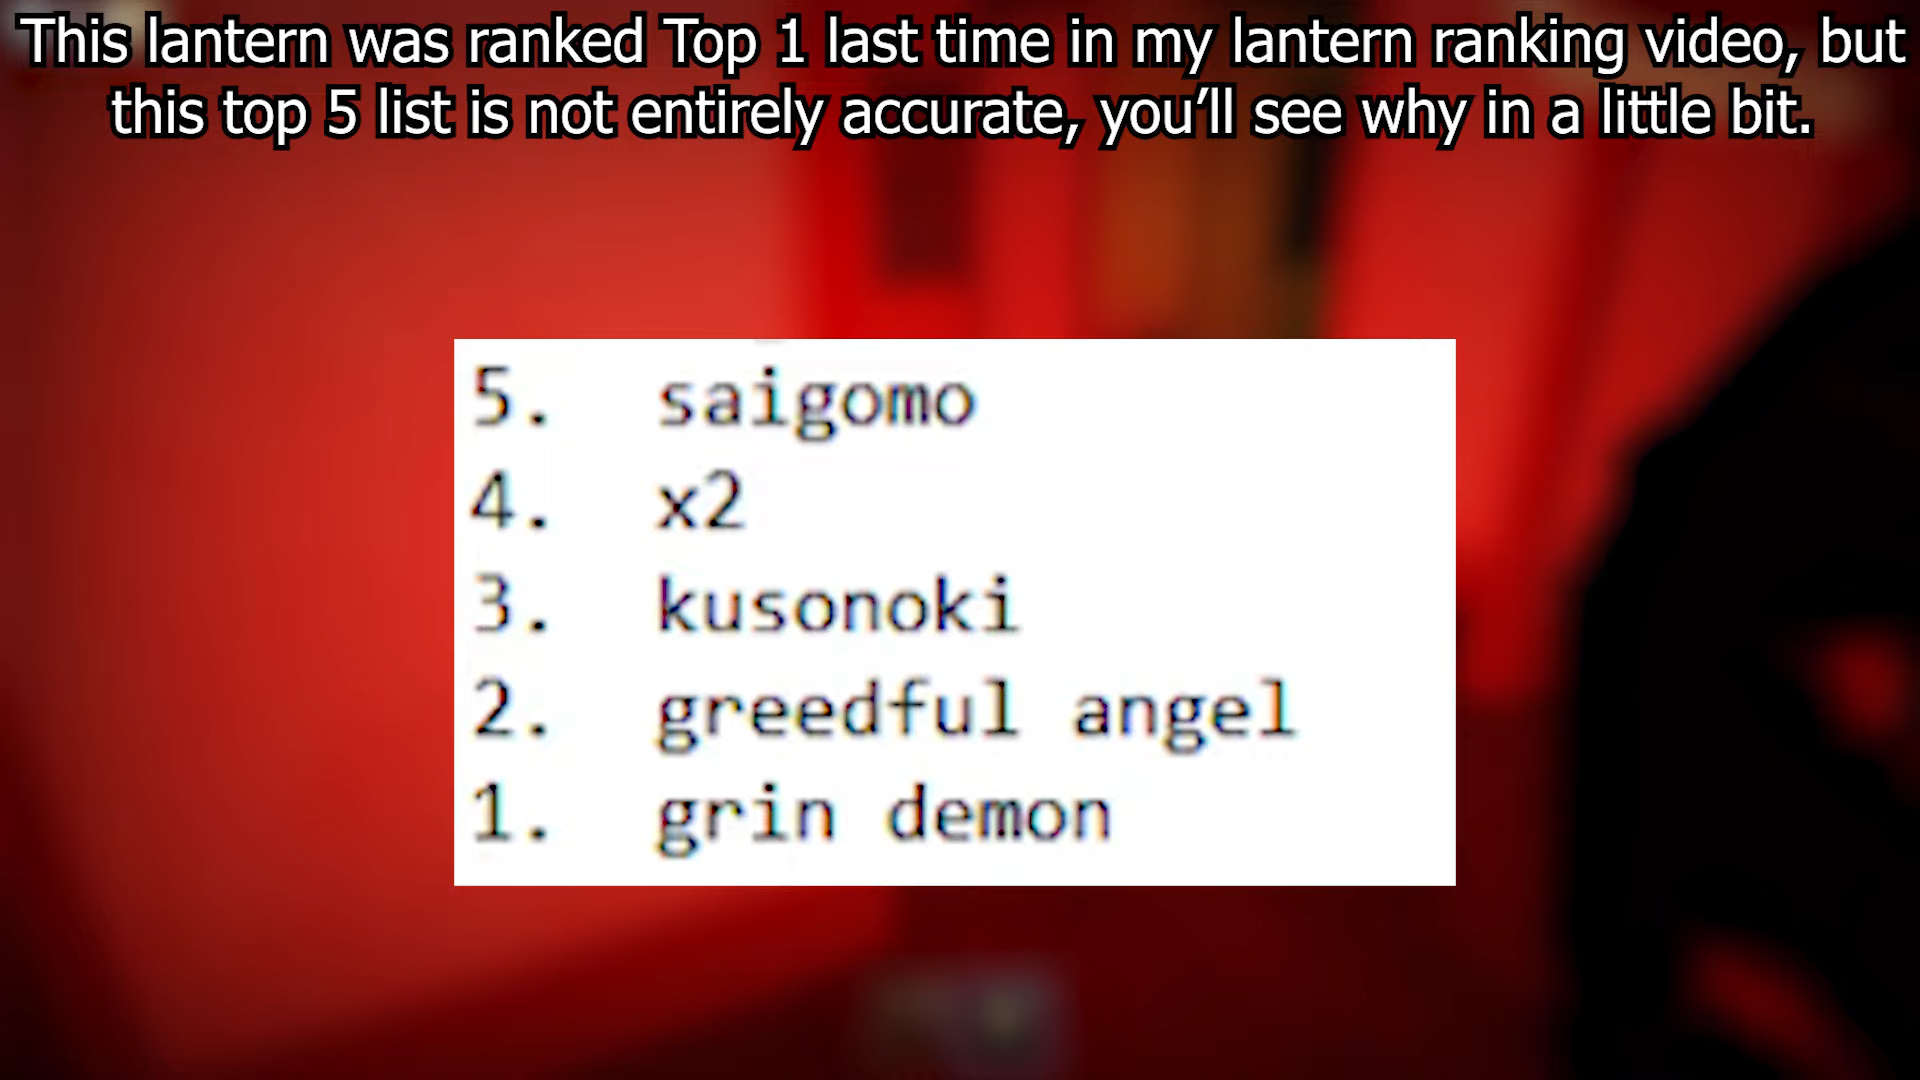 This lantern was ranked Top 1 last time in my lantern ranking video, but
this top 5 list is not entirely accurate, you’ll see why in a little bit.
5. saigomo
4. x2
3. kusonoki
2. greedful angel
1. grin demon